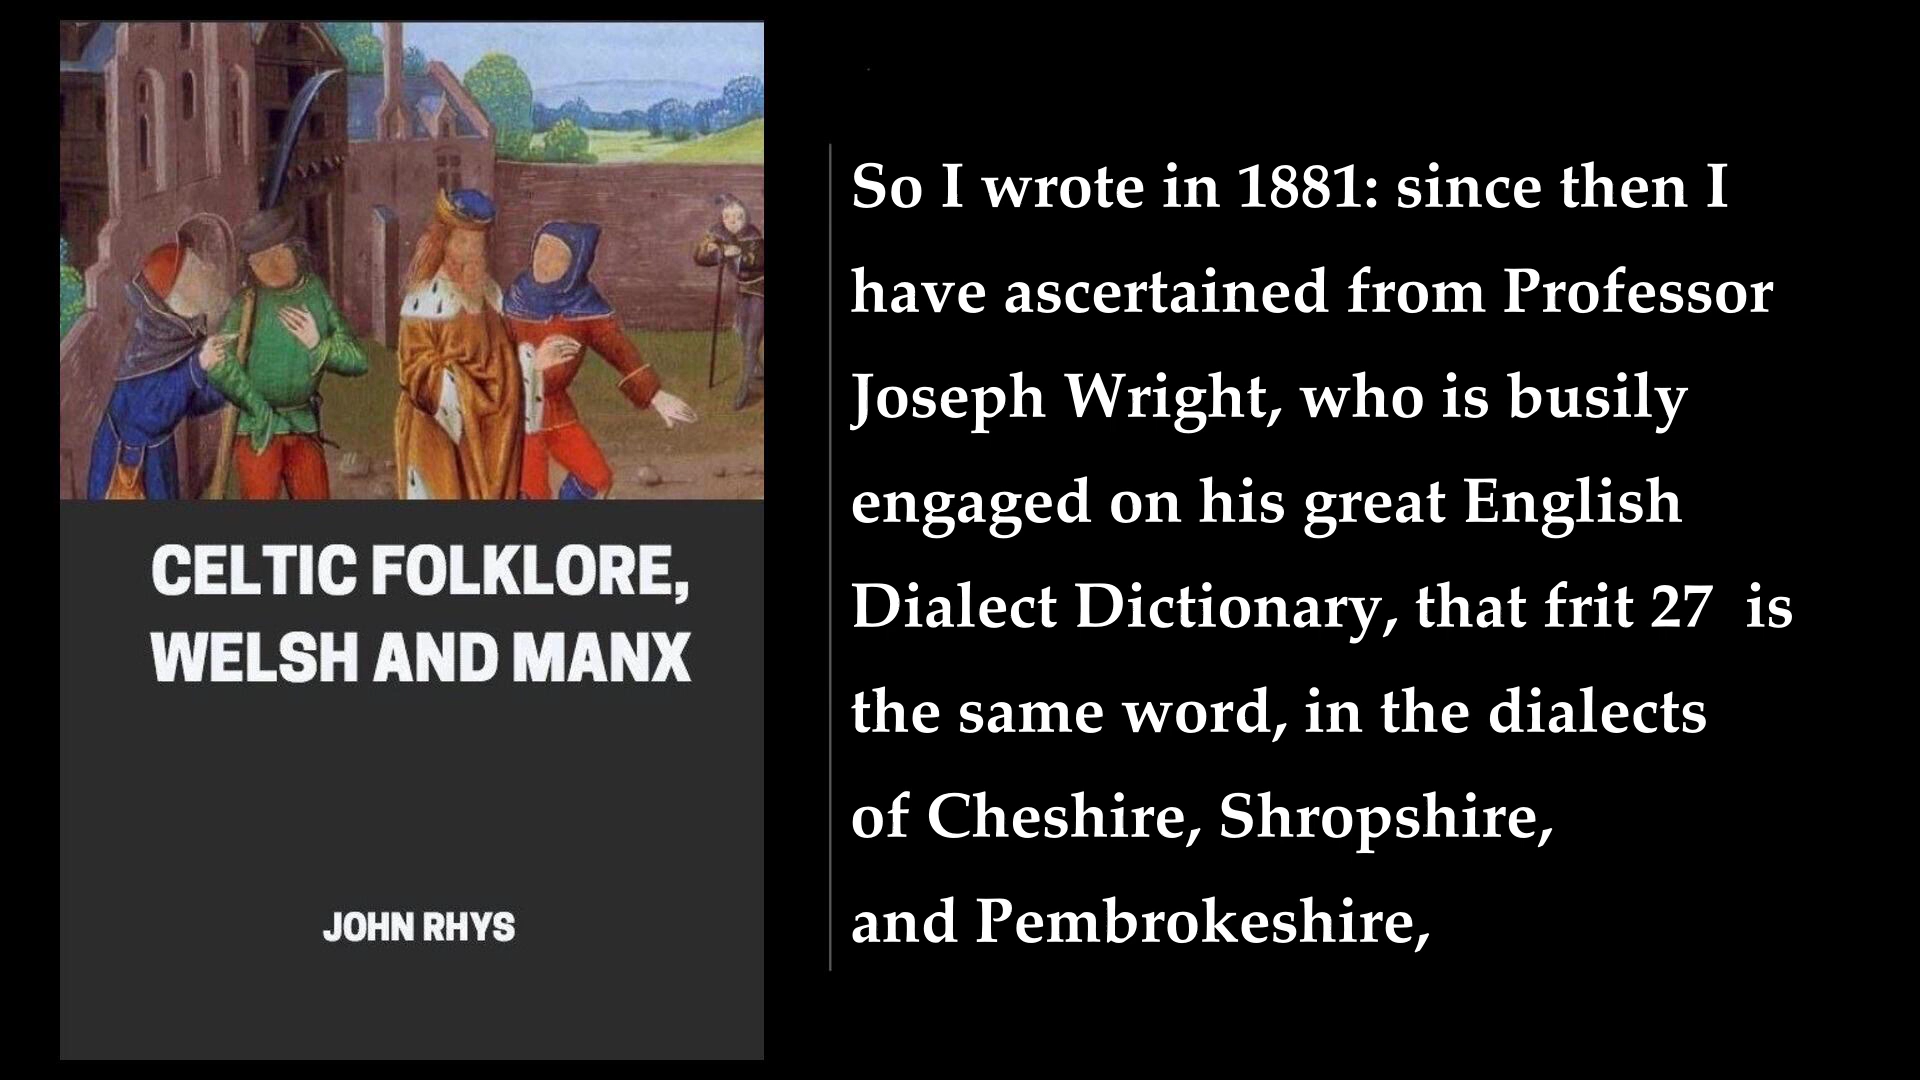 CELTIC FOLKLORE,
WELSH AND MANX
JOHN RHYS
So I wrote in 1881: since then I
have ascertained from Professor
Joseph Wright, who is busily
engaged on his great English
Dialect Dictionary, that frit 27  is
the same word, in the dialects
of Cheshire, Shropshire,
and Pembrokeshire,